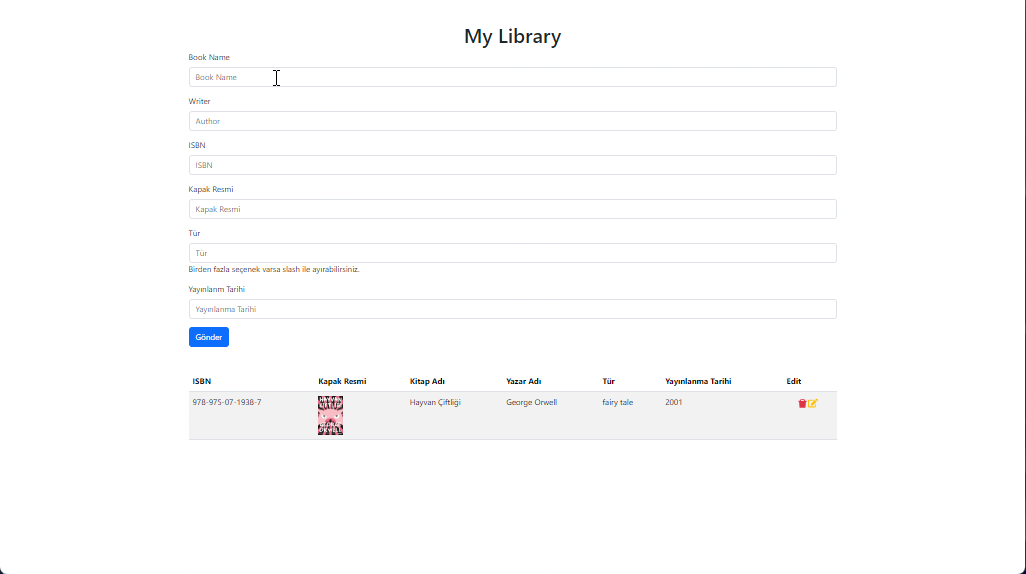 My Library
Book Name
Book Name
Writer
Author
ISBN
ISBN
Kapak Resmi
Kapak Resmi
Tür
Tür
Birden fazla seçenek varsa slash ile ayırabilirsiniz.
Yayınlanm Tarihi
Yayınlanma Tarihi
Gönder
ISBN Kapak Resmi Kitap Adı Yazar Adı Tür Yayınlanma Tarihi Edit
978-975-07-1938-7 Hayvan Çiftliği George Orwell fairy tale 2001